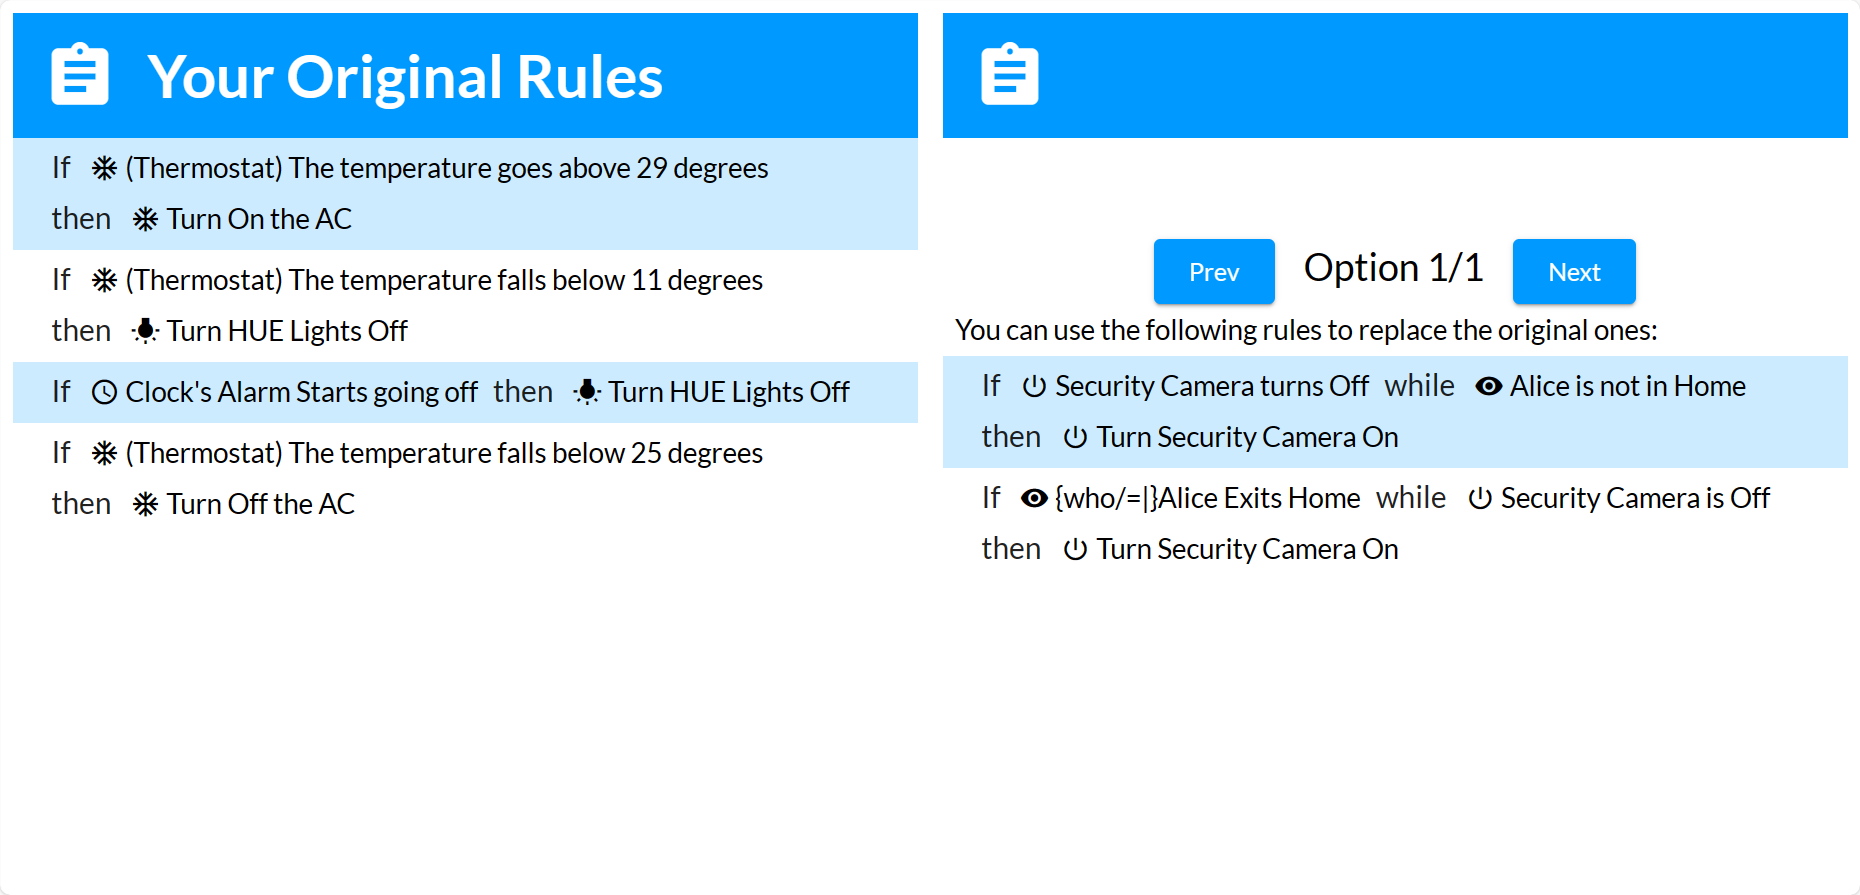 Your Original Rules
If (Thermostat) The temperature goes above 29 degrees
then Turn On the AC
If (Thermostat) The temperature falls below 11 degrees
then Turn HUE Lights Off
If Clock's Alarm Starts going off then Turn HUE Lights Off
If (Thermostat) The temperature falls below 25 degrees
then Turn Off the AC
Prev Option 1/1 Next
You can use the following rules to replace the original ones:
If Security Camera turns Off while Alice is not in Home
then Turn Security Camera On
If {who/=|}Alice Exits Home while Security Camera is Off
then Turn Security Camera On